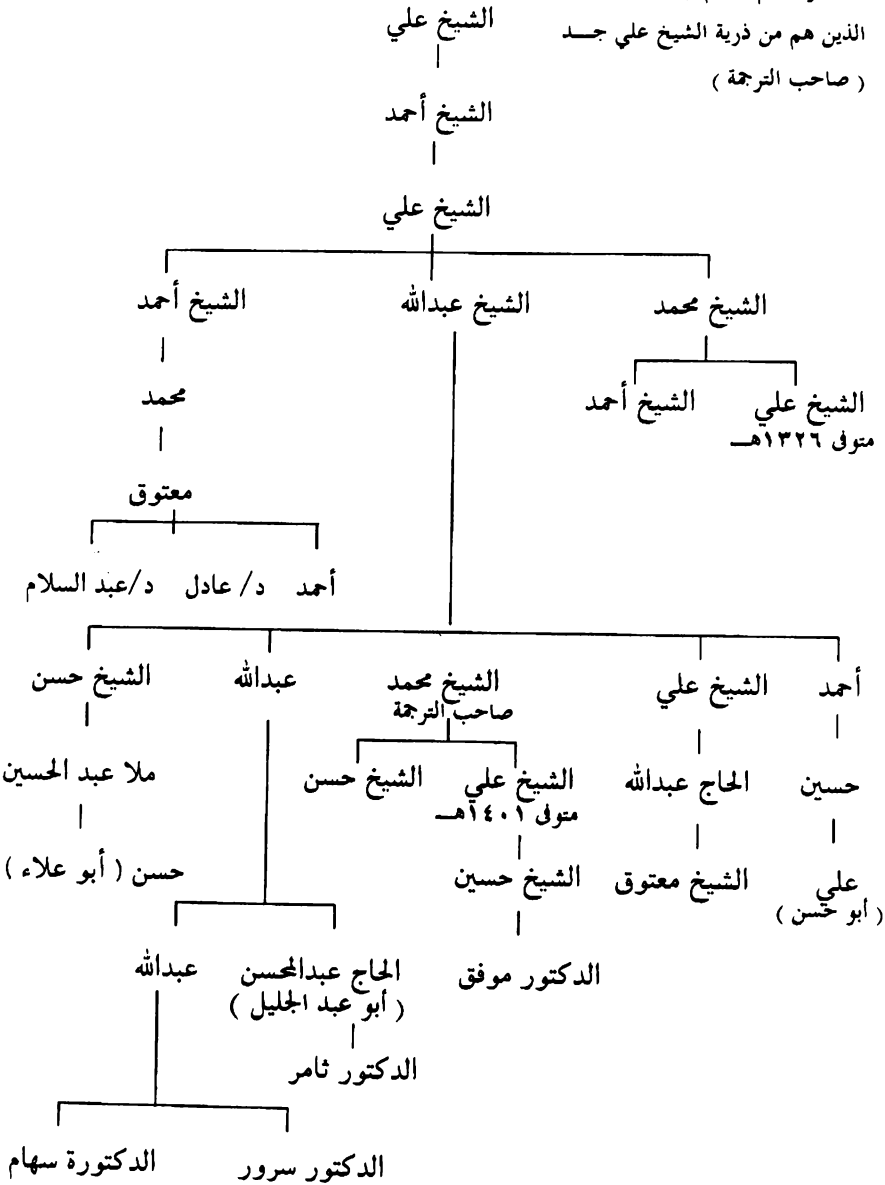 الشيخ علي
الذين هم من ذرية الشيخ علي جـــد
( صاحب الترجمة )
الشيخ أحمد
الشيخ علي
الشيخ محمد الشيخ عبدالله الشيخ أحمد
الشيخ علي الشيخ أحمد محمد
متوفى ١٣٢٦هــ
معتوق
أحمد د/ عادل د/عبد السلام
أحمد الشيخ علي الشيخ محمد عبدالله الشيخ حسن
صاحب الترجمة
حسين الحاج عبدالله الشيخ علي الشيخ حسن ملا عبد الحسين
متوفى ١٤٠١هــ
علي الشيخ معتوق الشيخ حسين حسن ( أبو علاء )
( أبو حسن )
الدكتور موفق الحاج عبدالمحسن عبدالله
( أبو عبد الجليل )
الدكتور ثامر
الدكتور سرور الدكتورة سهام